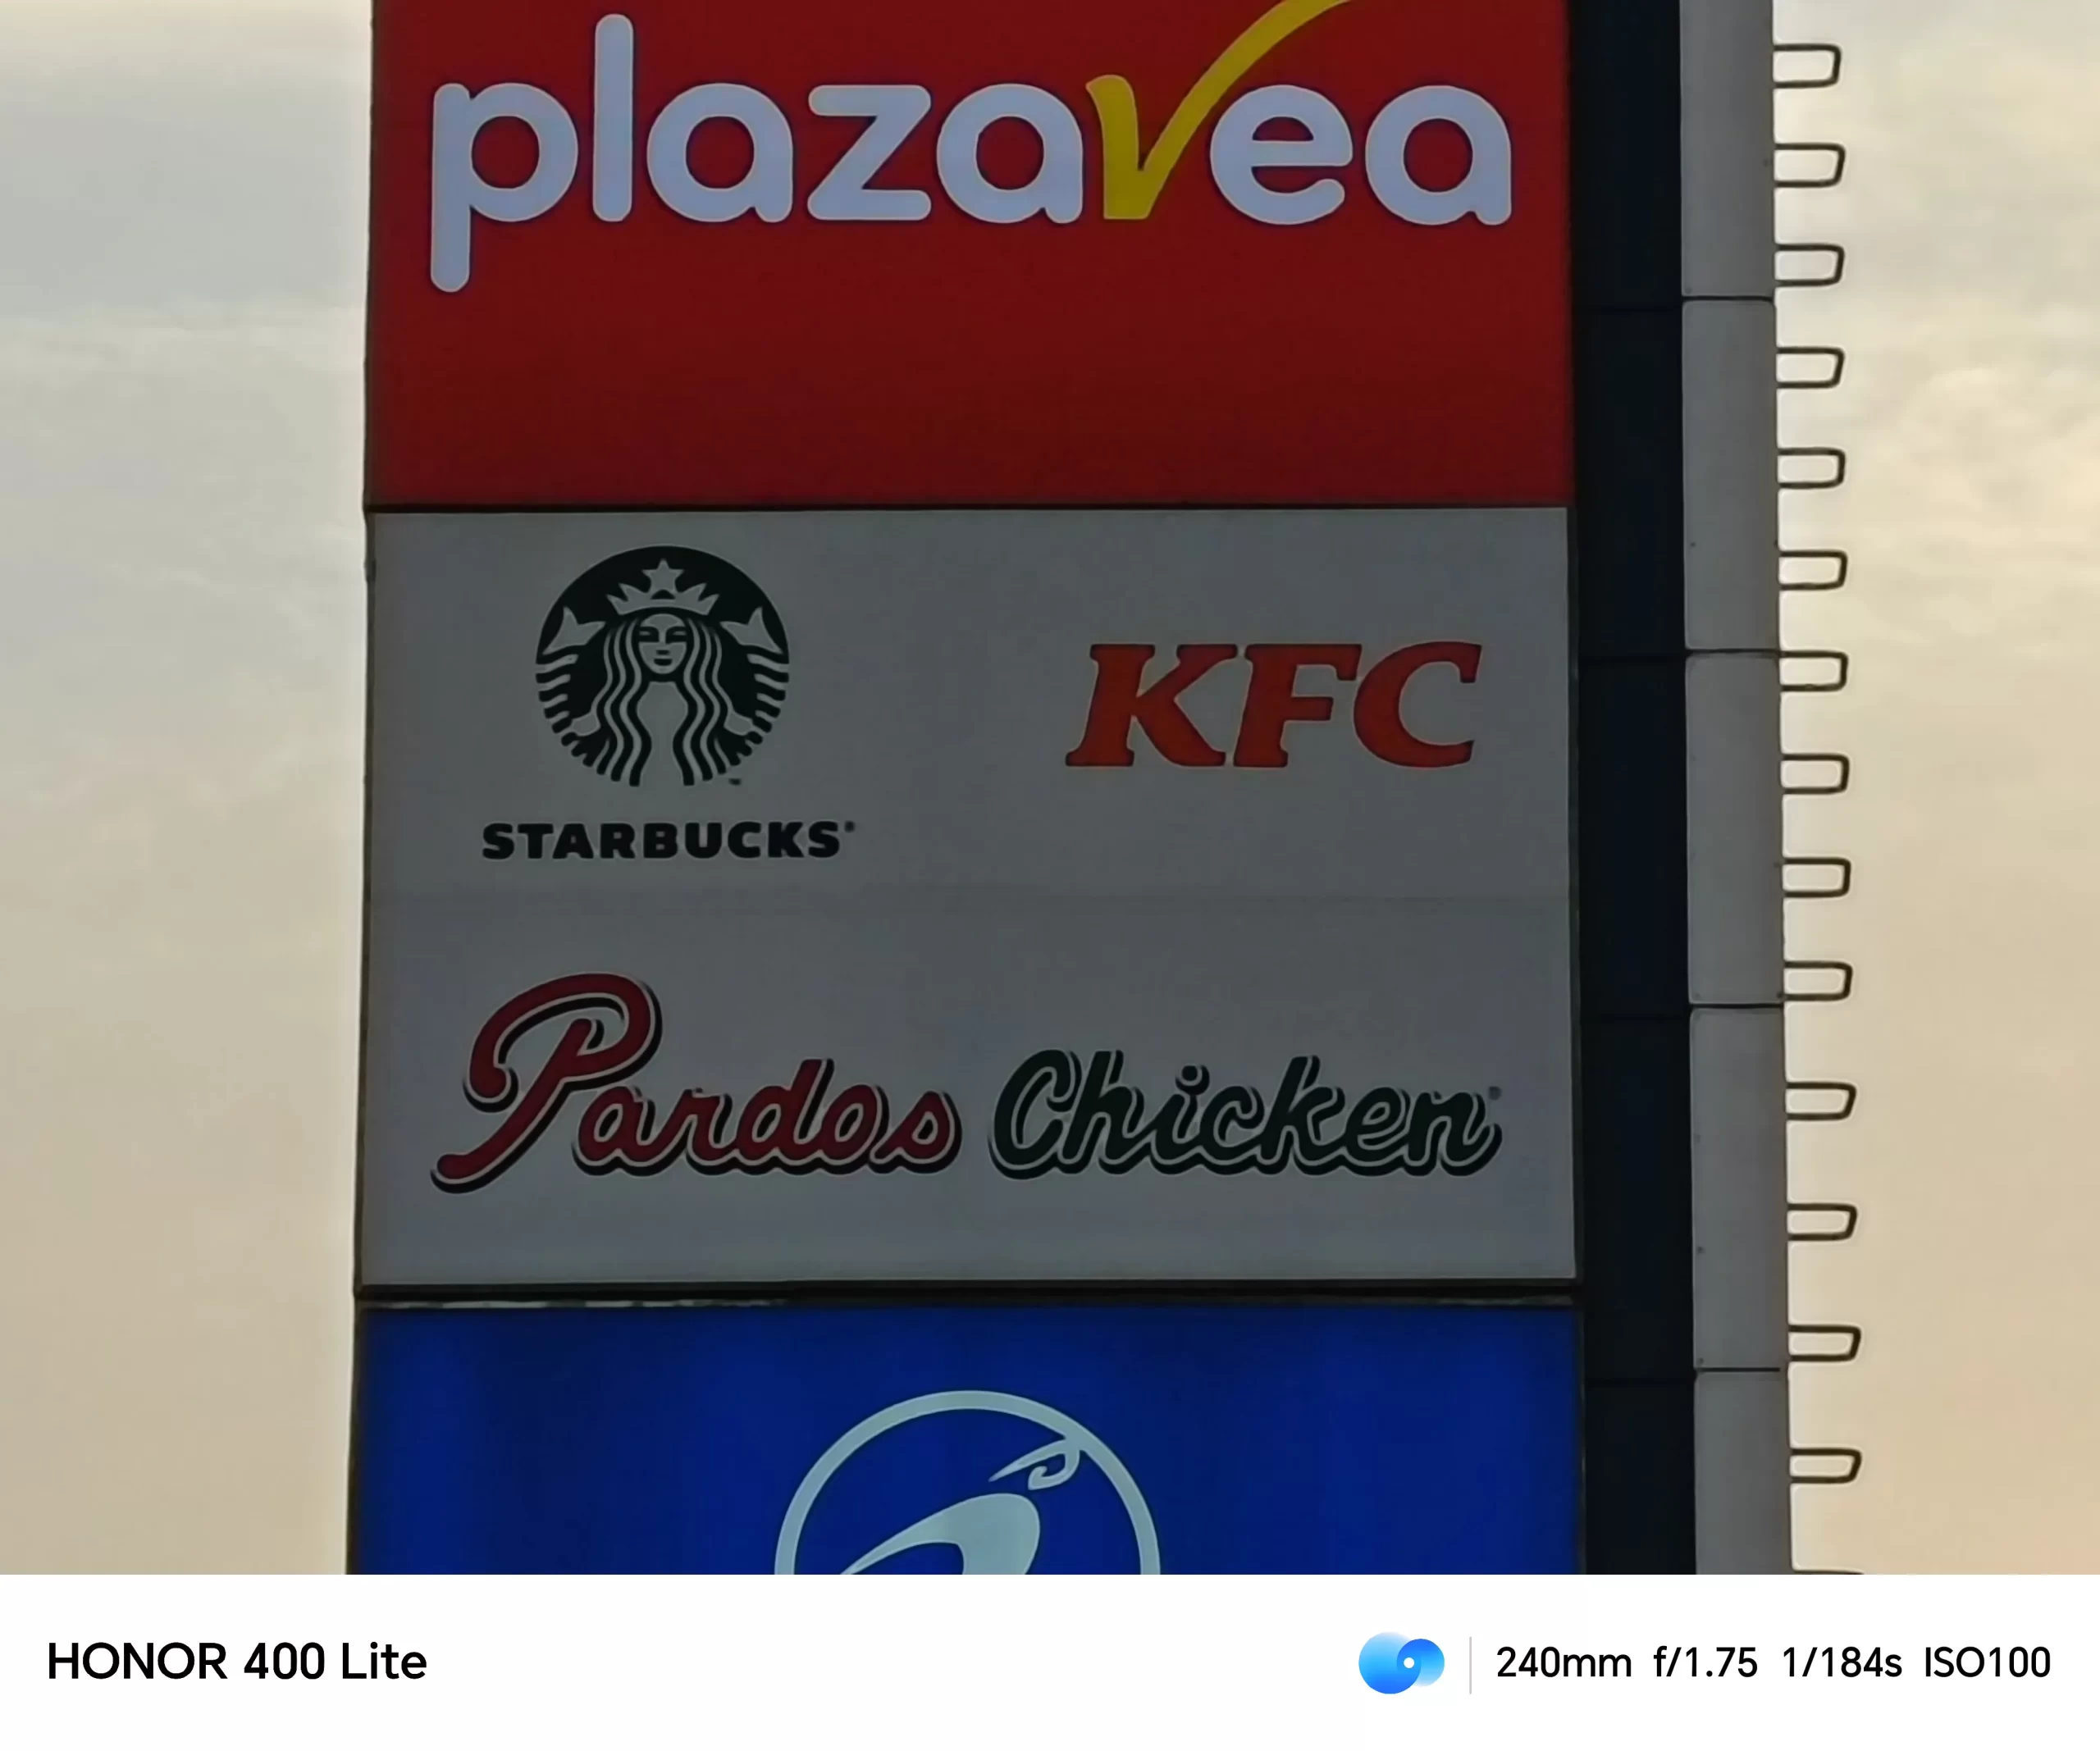 plazavea
STARBUCKS
KFC
Pardos Chicken
HONOR 400 Lite
240mm f/1.75 1/184s ISO100